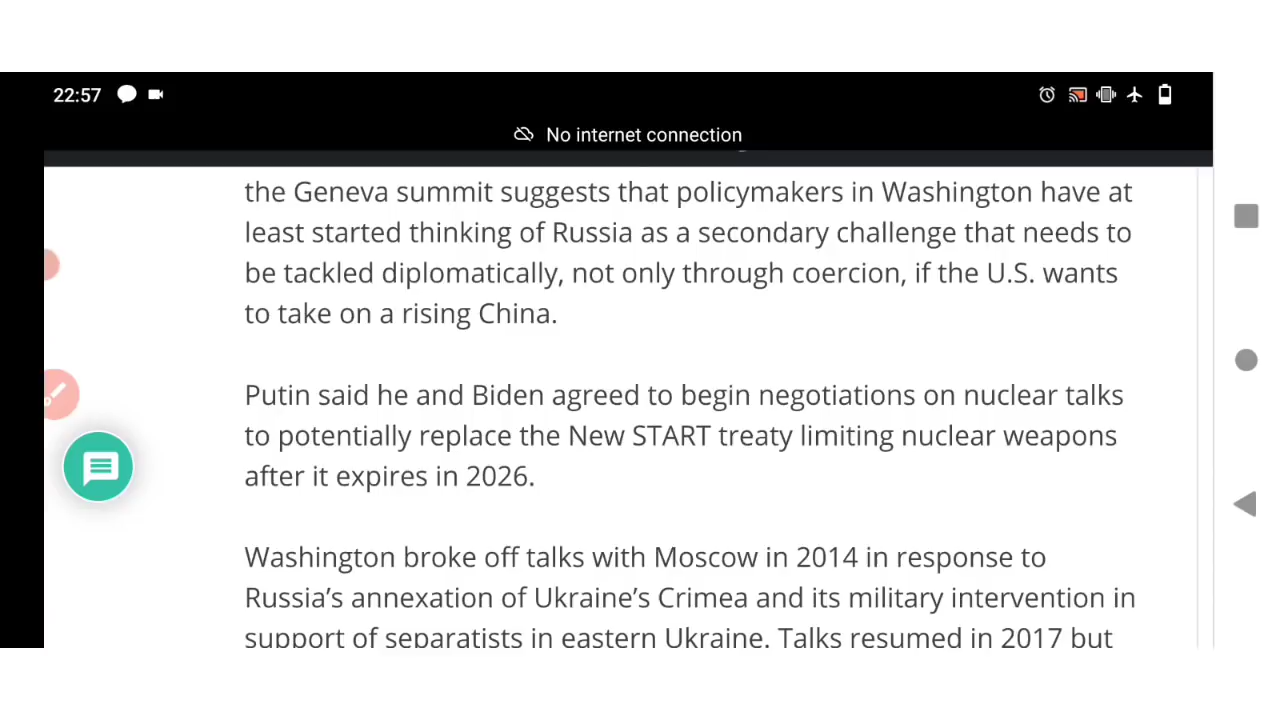 22:57
No internet connection
the Geneva summit suggests that policymakers in Washington have at
least started thinking of Russia as a secondary challenge that needs to
be tackled diplomatically, not only through coercion, if the U.S. wants
to take on a rising China.
Putin said he and Biden agreed to begin negotiations on nuclear talks
to potentially replace the New START treaty limiting nuclear weapons
after it expires in 2026.
Washington broke off talks with Moscow in 2014 in response to
Russia’s annexation of Ukraine’s Crimea and its military intervention in
support of separatists in eastern Ukraine. Talks resumed in 2017 but